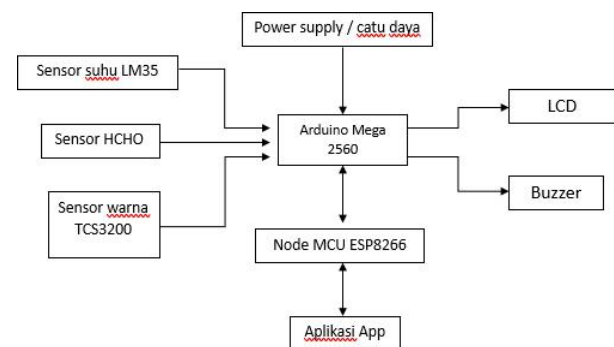 Power supply / catu daya
Sensor suhu LM35
LCD
Arduino Mega
2560
Sensor HCHO
Buzzer
Sensor warna
TCS3200
Node MCU ESP8266
Aplikasi App